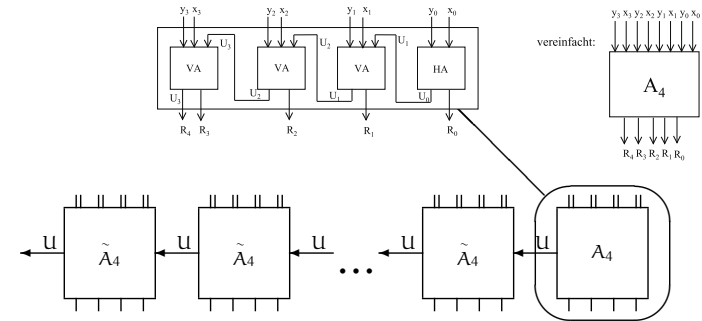 y3 x3 y2 x2 y1 x1 y0 x0
y3 x3 y2 x2 y1 x1 y0 x0
vereinfacht:
U3 U2 U1
VA VA VA HA
A4
U3 U2 U1 U0
R4 R3 R2 R1 R0
R4 R3 R2 R1 R0
U U U U U
Ã4 Ã4 ... Ã4 A4